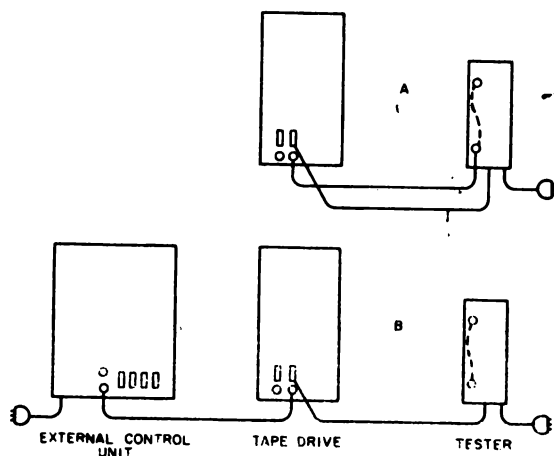 A
B
EXTERNAL CONTROL
UNIT
TAPE DRIVE
TESTER